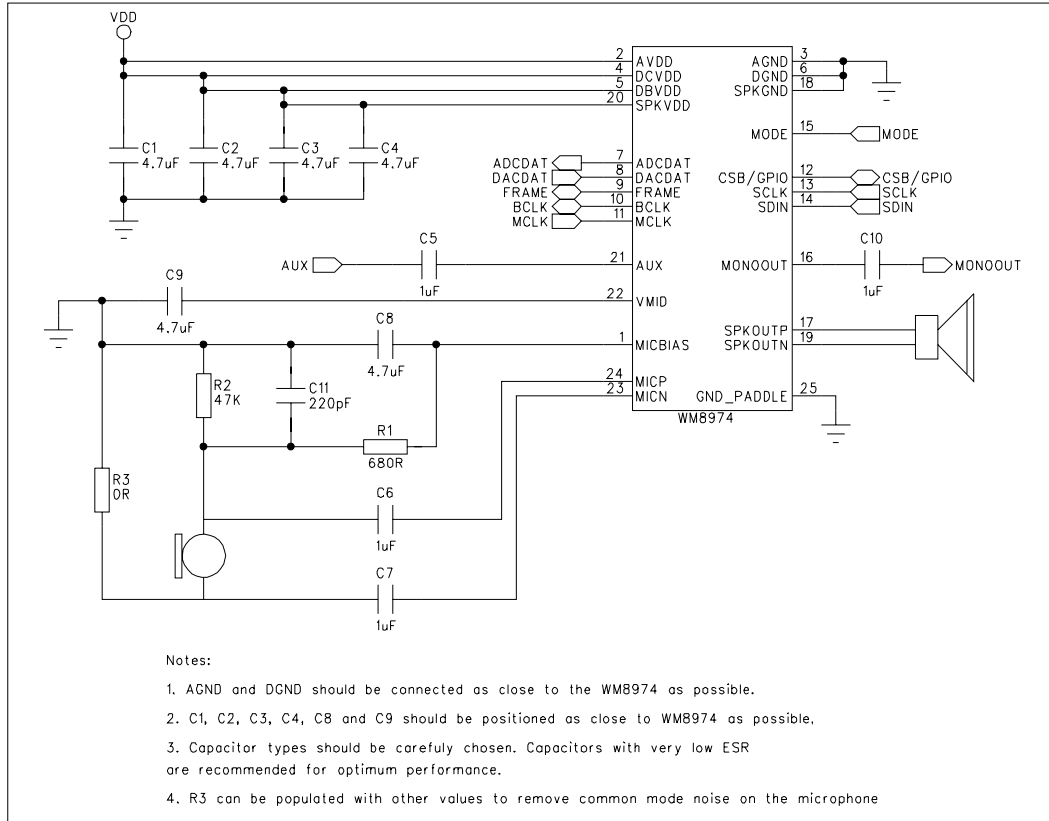 VDD
2 AVDD AGND 3
4 DCVDD DGND 6
5 DBVDD SPKGND 18
20 SPKVDD
MODE 15 MODE
C1 4.7uF
C2 4.7uF
C3 4.7uF
C4 4.7uF
ADCDAT 7 ADCDAT
DACDAT 8 DACDAT CSB/GPIO 12 CSB/GPIO
FRAME 9 FRAME SCLK 13 SCLK
BCLK 10 BCLK SDIN 14 SDIN
MCLK 11 MCLK
AUX C5 1uF 21 AUX MONOOUT 16 C10 1uF MONOOUT
C9 4.7uF 22 VMID
SPKOUTP 17
C8 4.7uF 1 MICBIAS SPKOUTN 19
24 MICP
23 MICN GND_PADDLE 25
WM8974
R2 47K
C11 220pF
R1 680R
R3 0R
C6 1uF
C7 1uF
Notes:
1. AGND and DGND should be connected as close to the WM8974 as possible.
2. C1, C2, C3, C4, C8 and C9 should be positioned as close to WM8974 as possible.
3. Capacitor types should be carefuly chosen. Capacitors with very low ESR
are recommended for optimum performance.
4. R3 can be populated with other values to remove common mode noise on the microphone